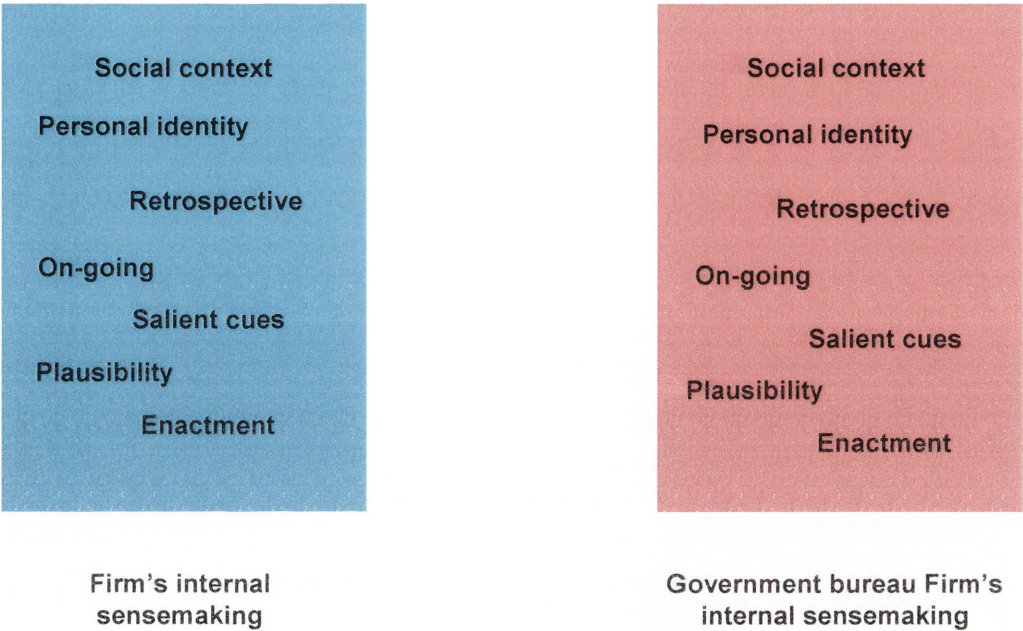 Social context
Personal identity
Retrospective
On-going
Salient cues
Plausibility
Enactment
Firm's internal
sensemaking
Social context
Personal identity
Retrospective
On-going
Salient cues
Plausibility
Enactment
Government bureau Firm's
internal sensemaking